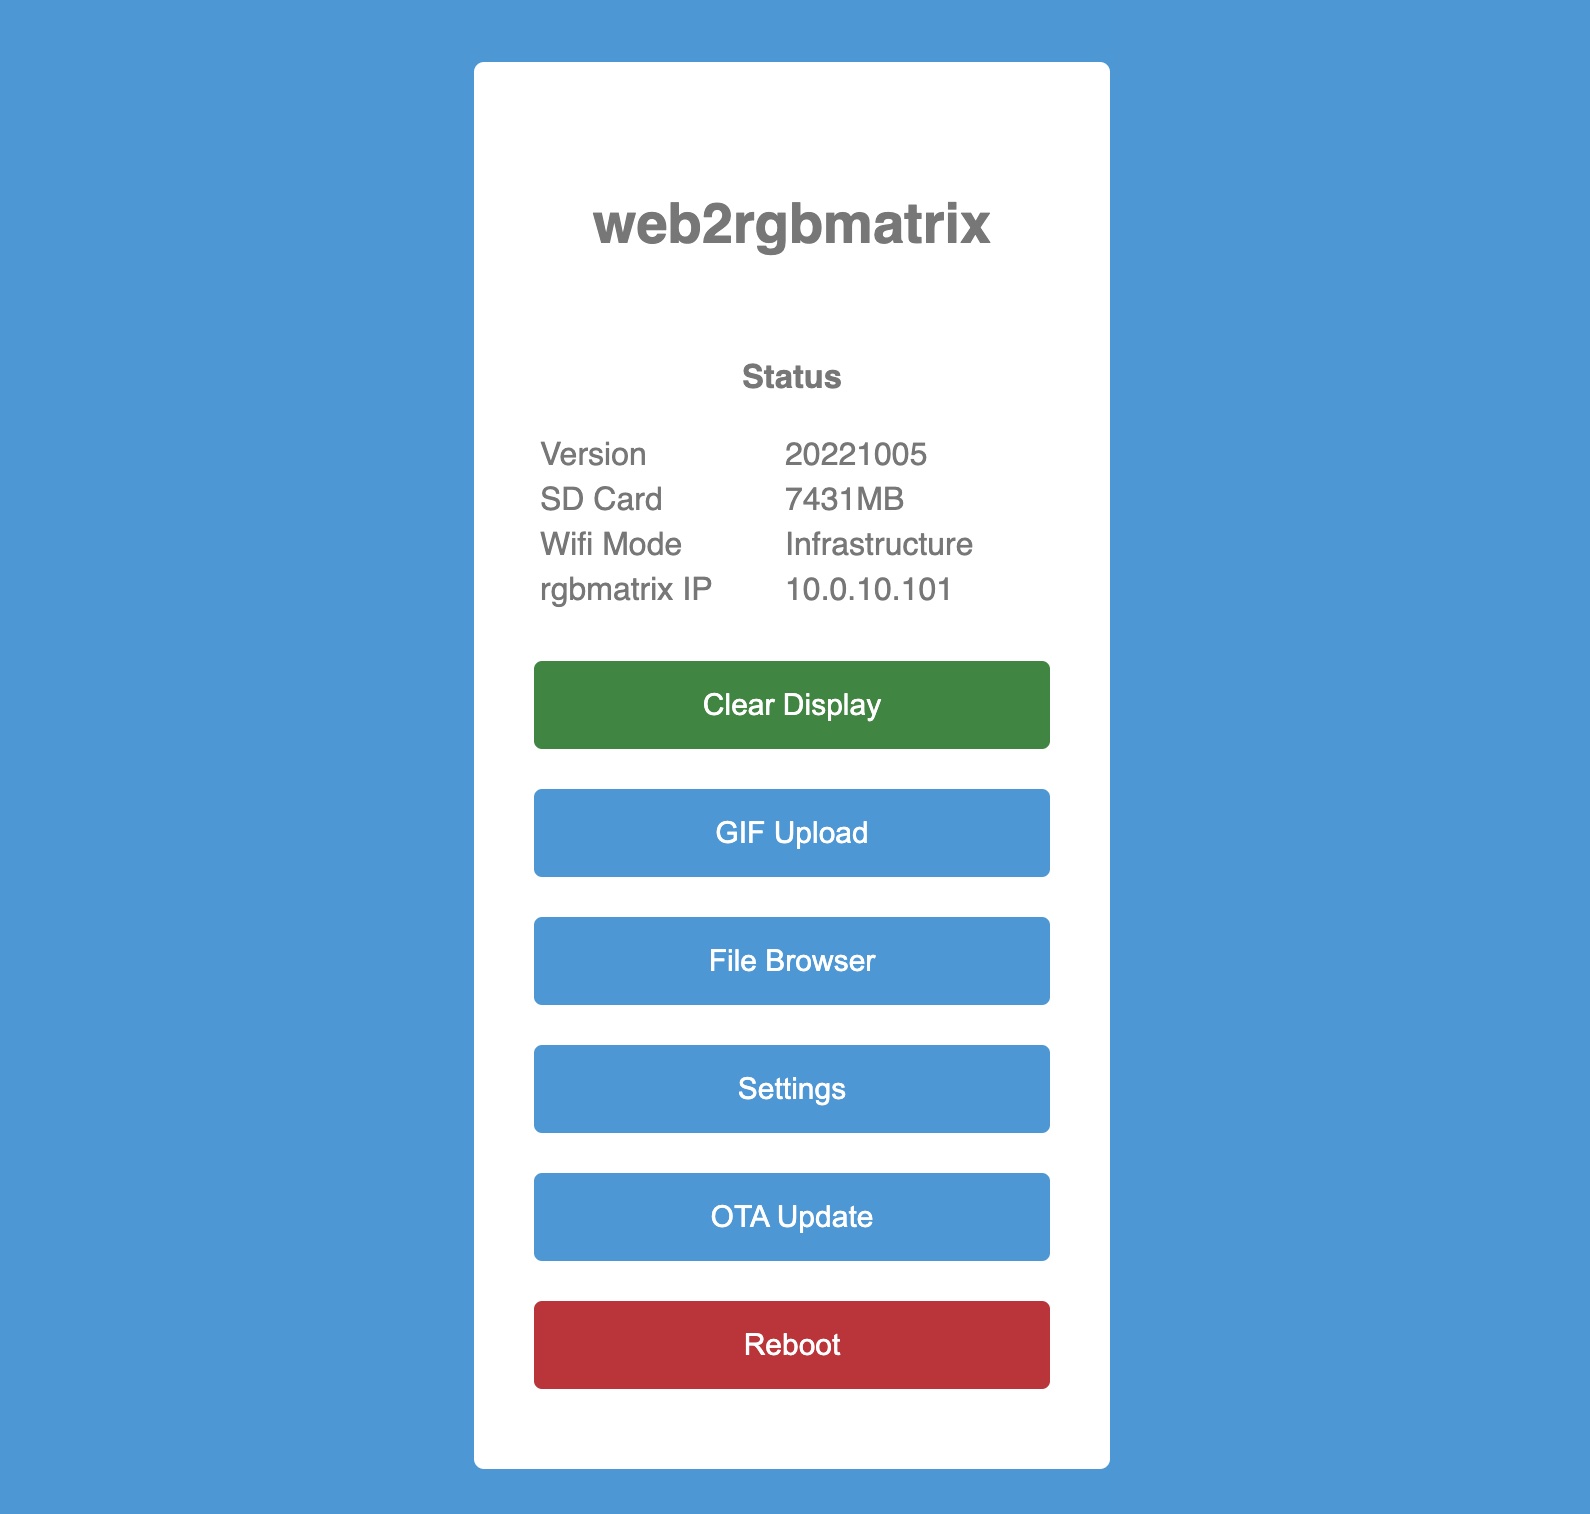 web2rgbmatrix
Status
Version 20221005
SD Card 7431MB
Wifi Mode Infrastructure
rgbmatrix IP 10.0.10.101
Clear Display
GIF Upload
File Browser
Settings
OTA Update
Reboot